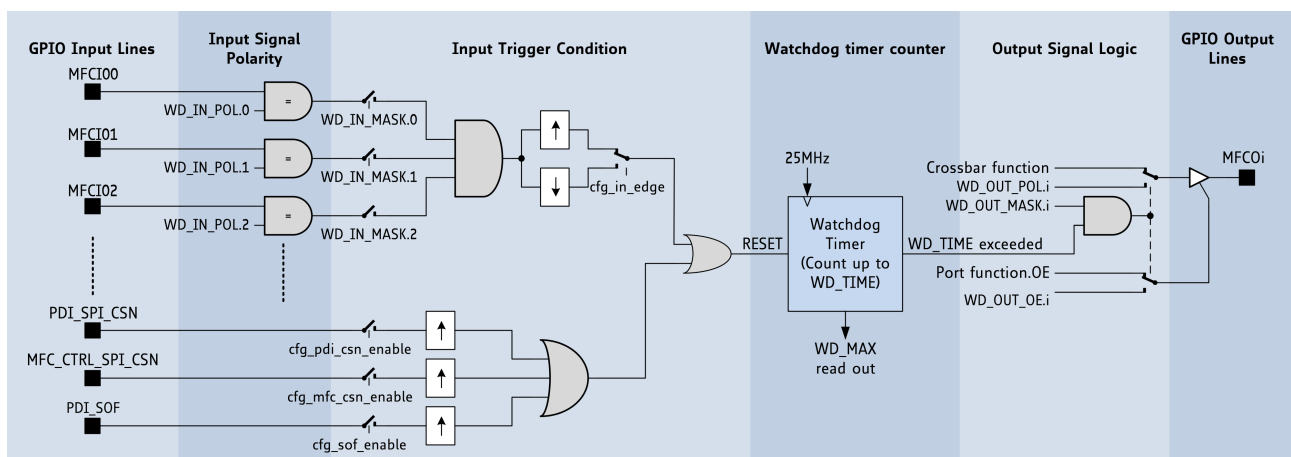 GPIO Input Lines
Input Signal
Polarity
Input Trigger Condition
Watchdog timer counter
Output Signal Logic
GPIO Output
Lines
MFCI00
WD_IN_POL.0
=
WD_IN_MASK.0
MFCI01
WD_IN_POL.1
=
WD_IN_MASK.1
MFCI02
WD_IN_POL.2
=
WD_IN_MASK.2
cfg_in_edge
PDI_SPI_CSN
cfg_pdi_csn_enable
MFC_CTRL_SPI_CSN
cfg_mfc_csn_enable
PDI_SOF
cfg_sof_enable
RESET
25MHz
Watchdog
Timer
(Count up to
WD_TIME)
WD_MAX
read out
WD_TIME exceeded
Crossbar function
WD_OUT_POL.i
WD_OUT_MASK.i
Port function.OE
WD_OUT_OE.i
MFCOi